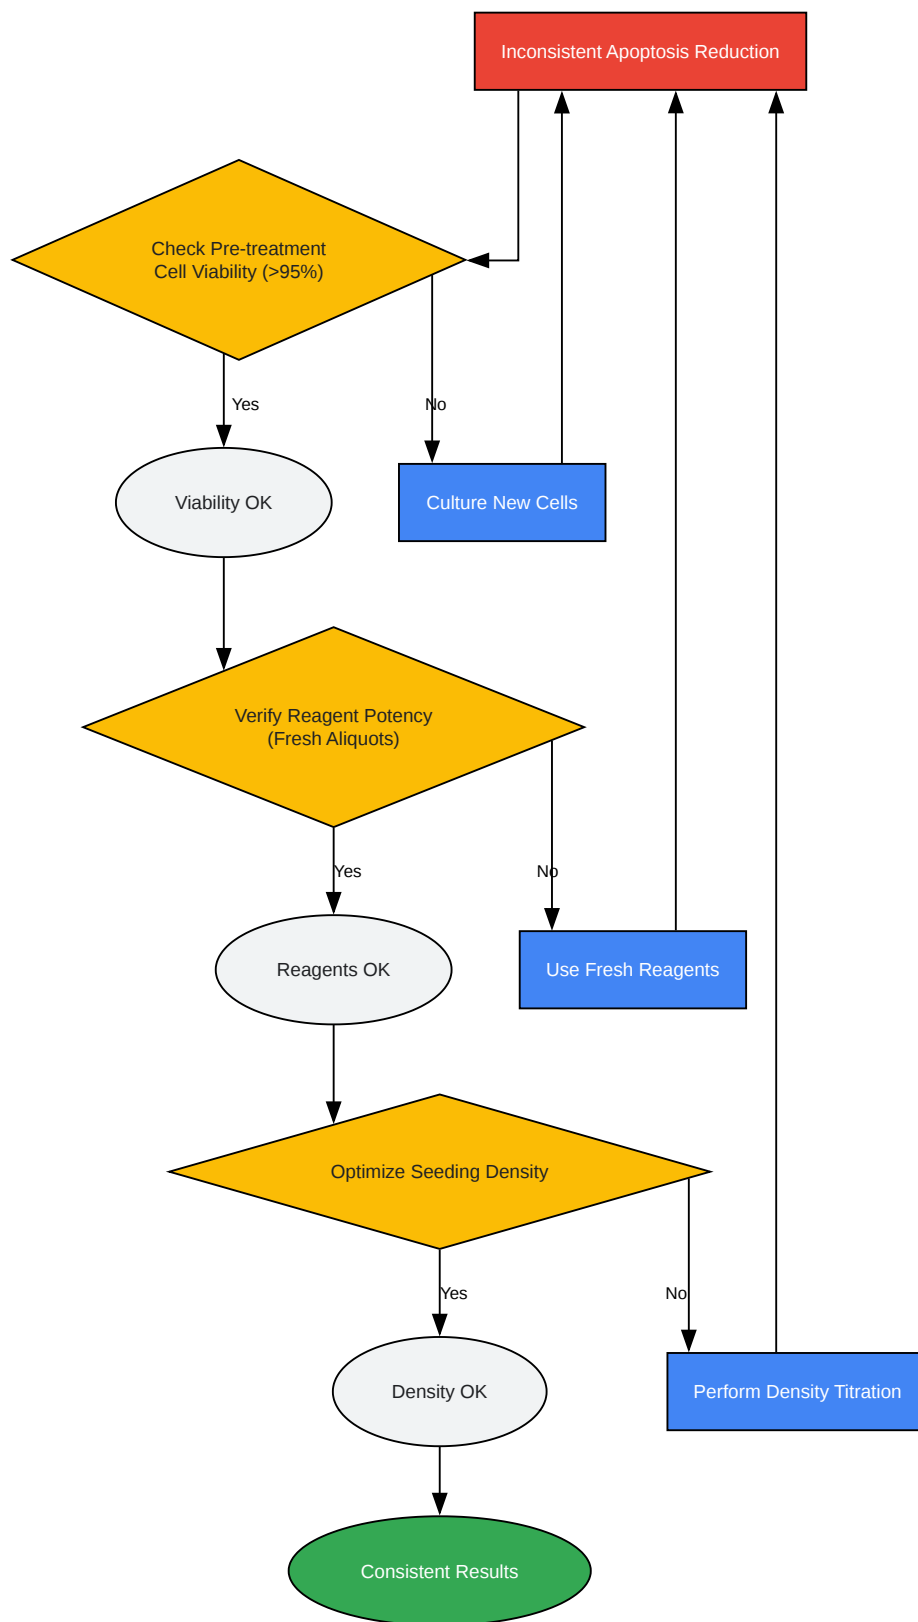 Inconsistent Apoptosis Reduction
Check Pre-treatment
Cell Viability (>95%)
Yes
No
Viability OK
Culture New Cells
Verify Reagent Potency
(Fresh Aliquots)
Yes
No
Reagents OK
Use Fresh Reagents
Optimize Seeding Density
Yes
No
Density OK
Perform Density Titration
Consistent Results